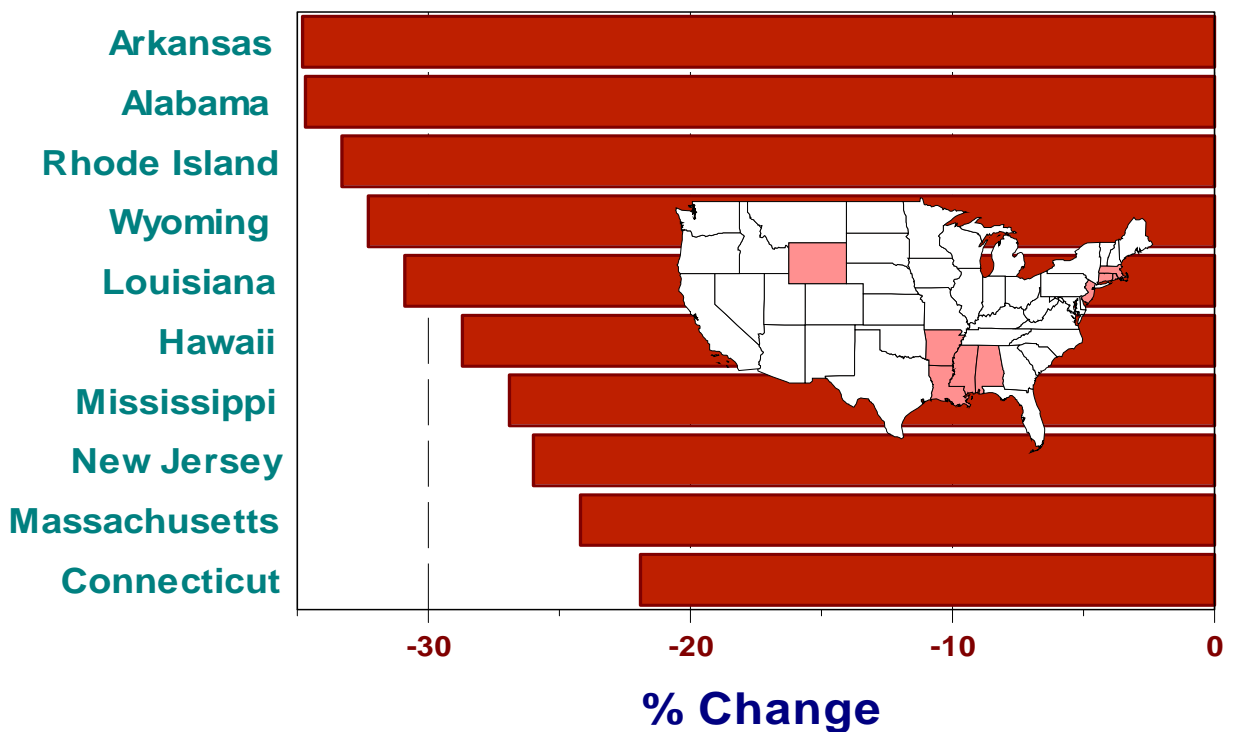 Arkansas
Alabama
Rhode Island
Wyoming
Louisiana
Hawaii
Mississippi
New Jersey
Massachusetts
Connecticut
-30 -20 -10 0
% Change